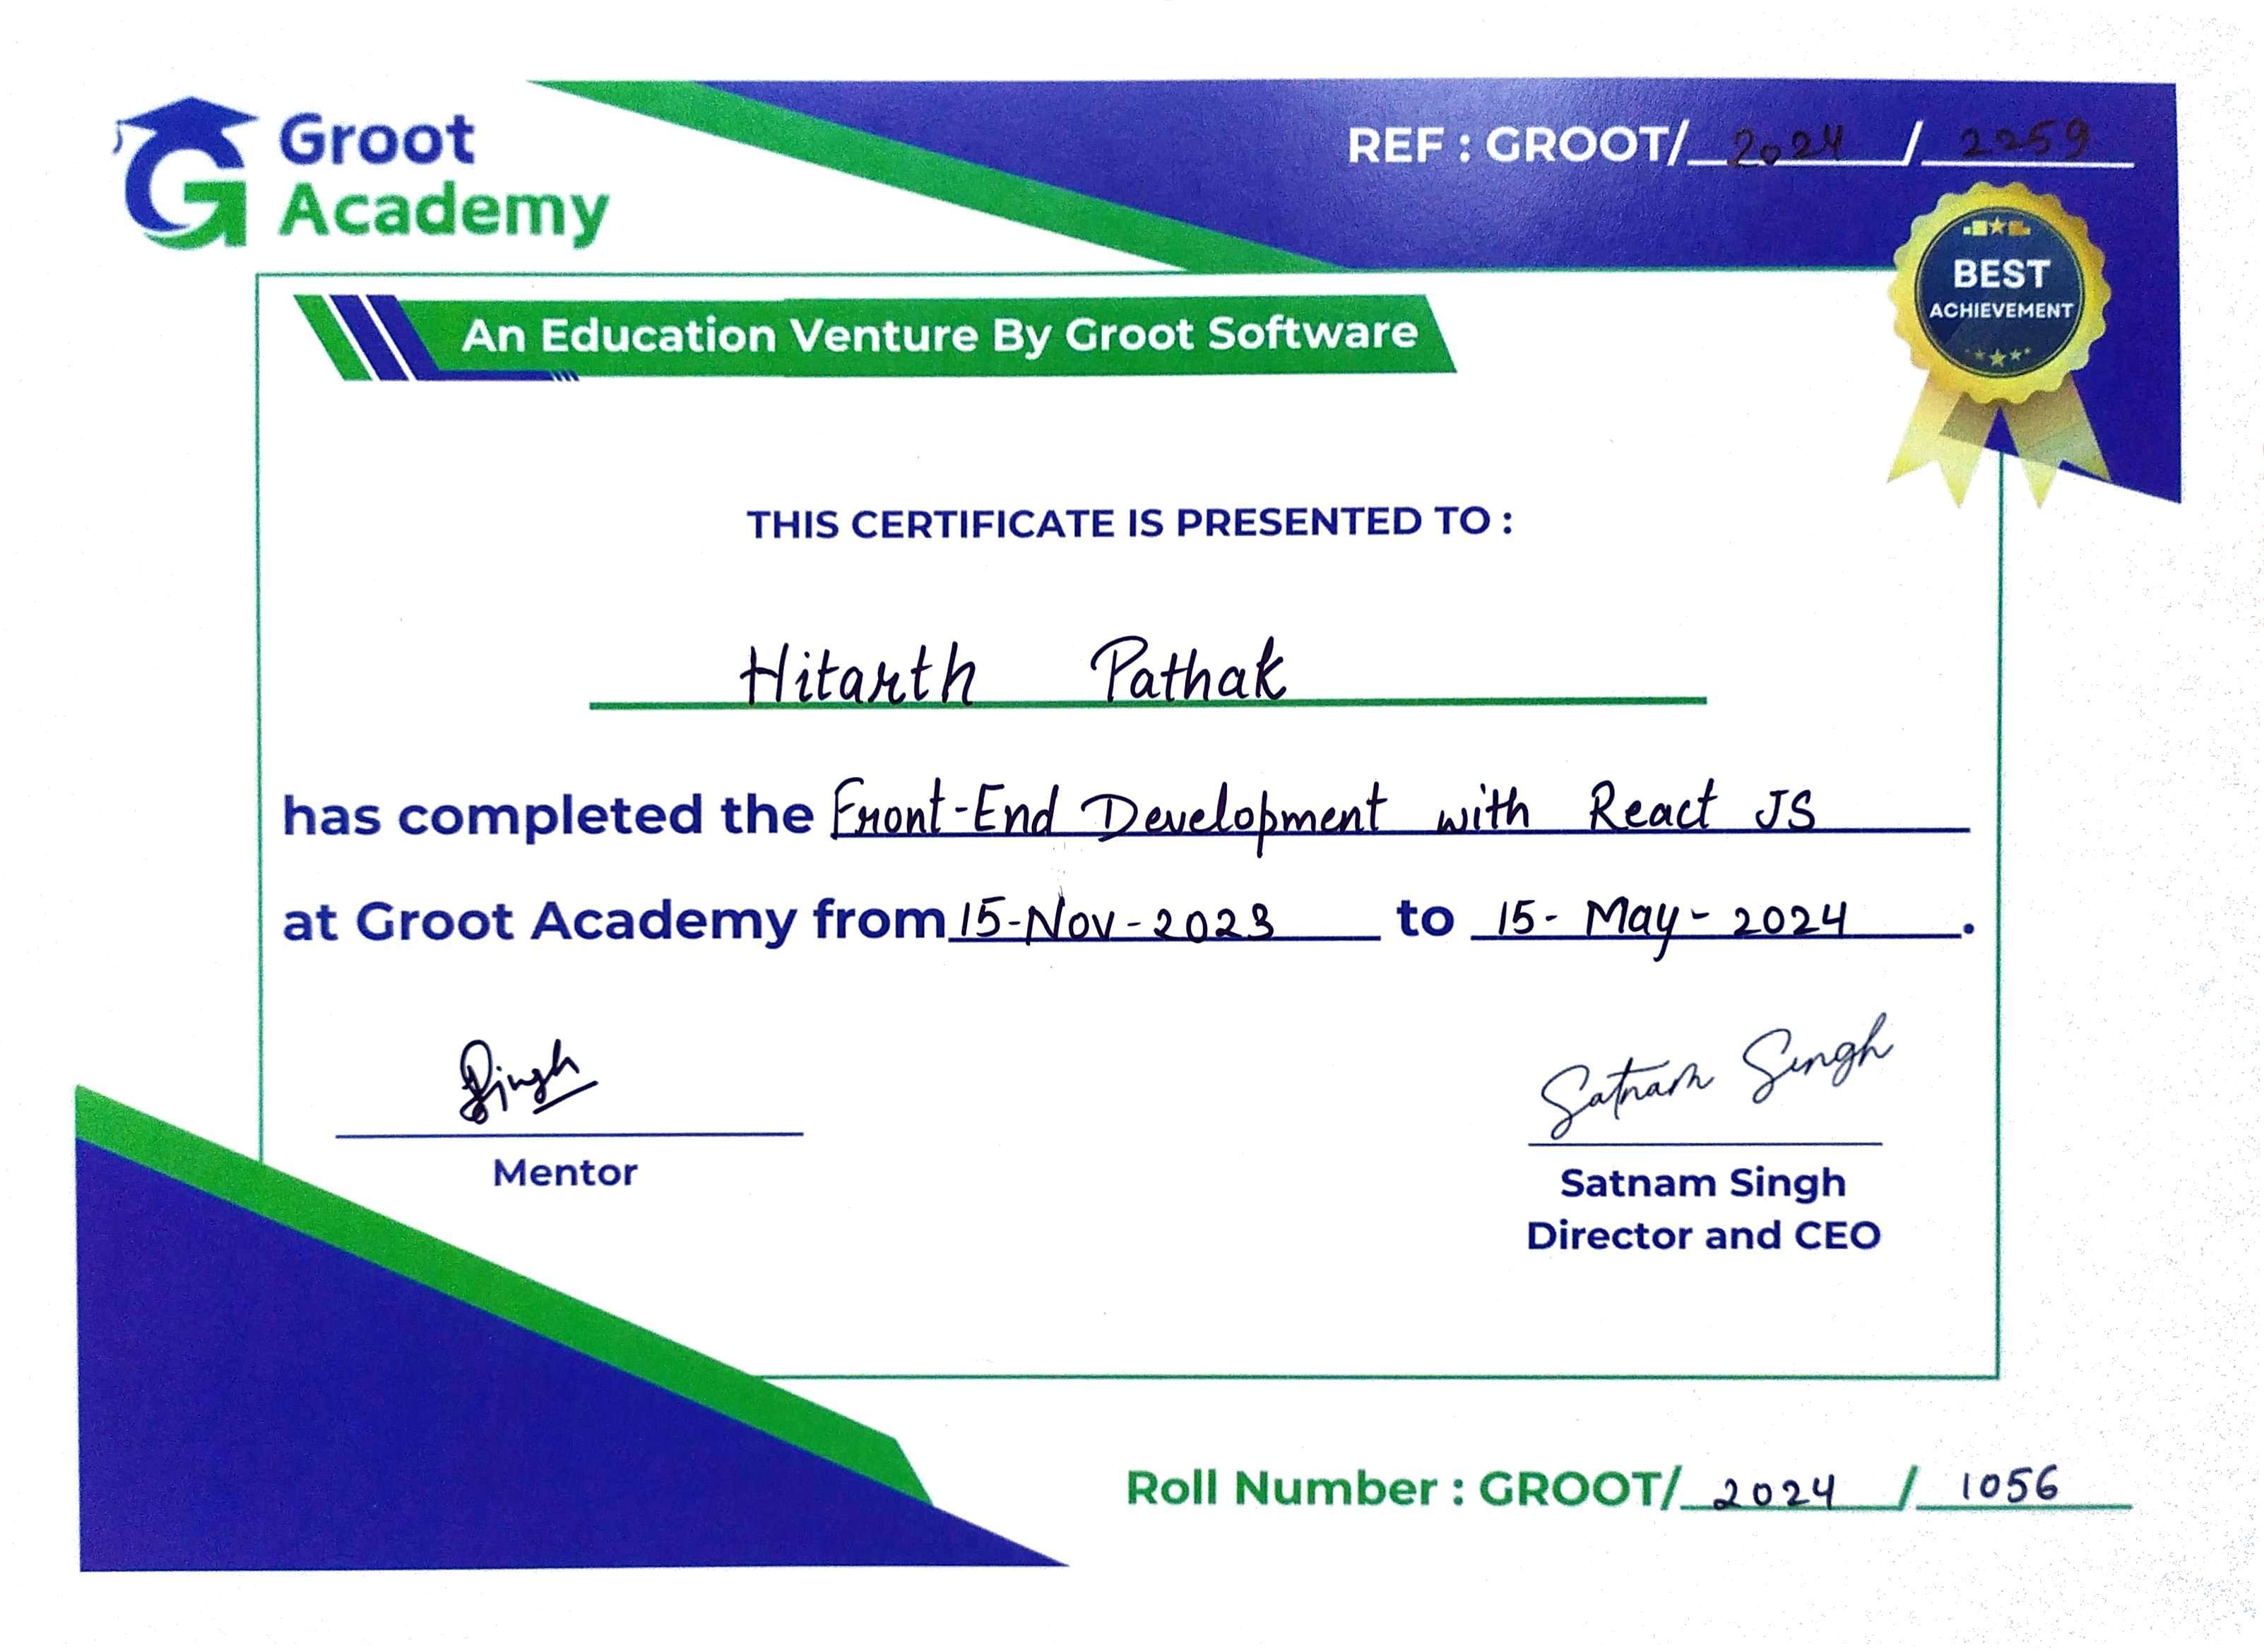 Groot
Academy
REF : GROOT/ 2024 / 2259
BEST
ACHIEVEMENT
An Education Venture By Groot Software
THIS CERTIFICATE IS PRESENTED TO :
Hitarth Pathak
has completed the Front-End Development with React JS
at Groot Academy from 15-Nov-2023 to 15-May-2024 .
Singh
Mentor
Satnam Singh
Satnam Singh
Director and CEO
Roll Number : GROOT/ 2024 / 1056